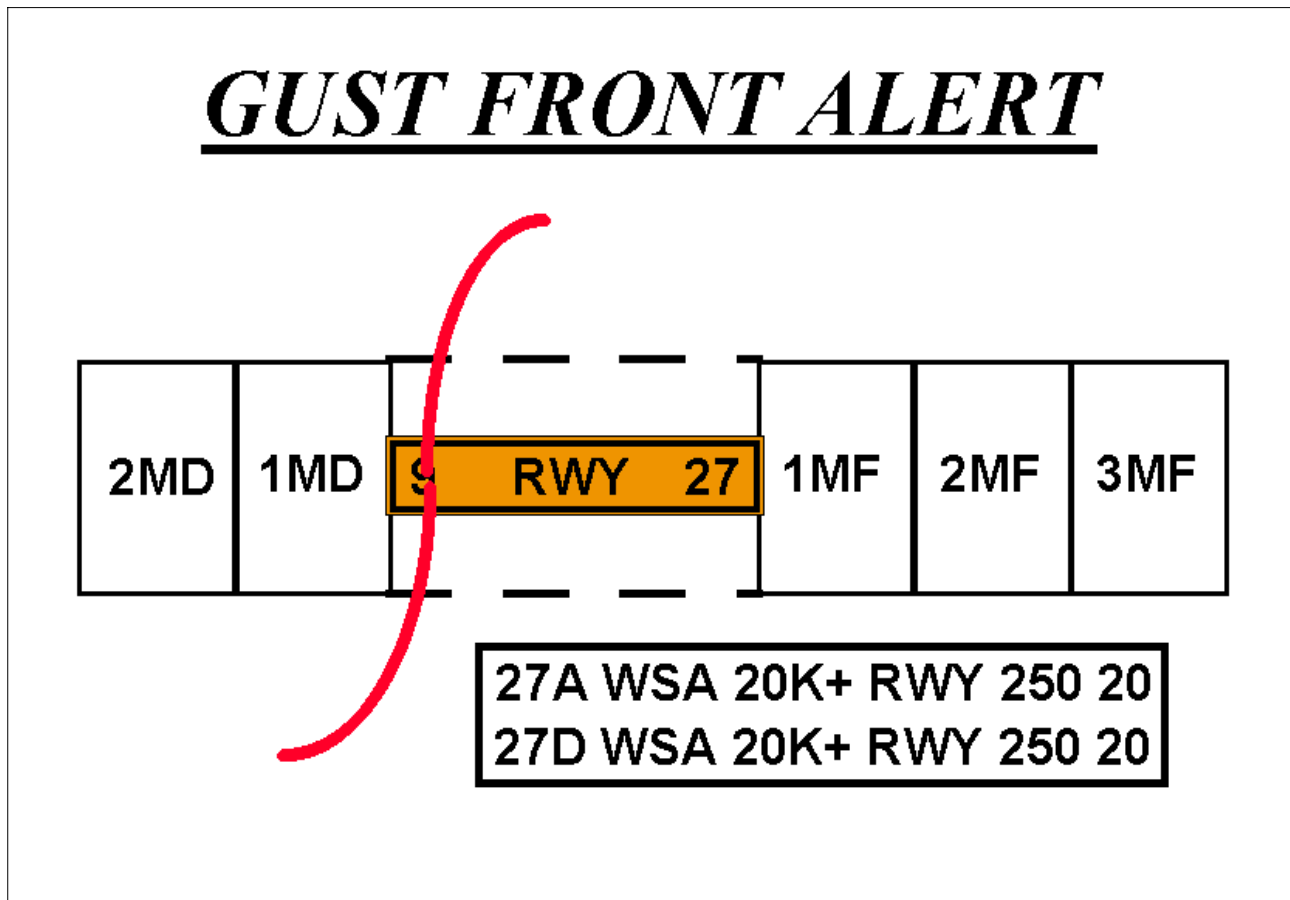 GUST FRONT ALERT
2MD 1MD 9 RWY 27 1MF 2MF 3MF
27A WSA 20K+ RWY 250 20
27D WSA 20K+ RWY 250 20